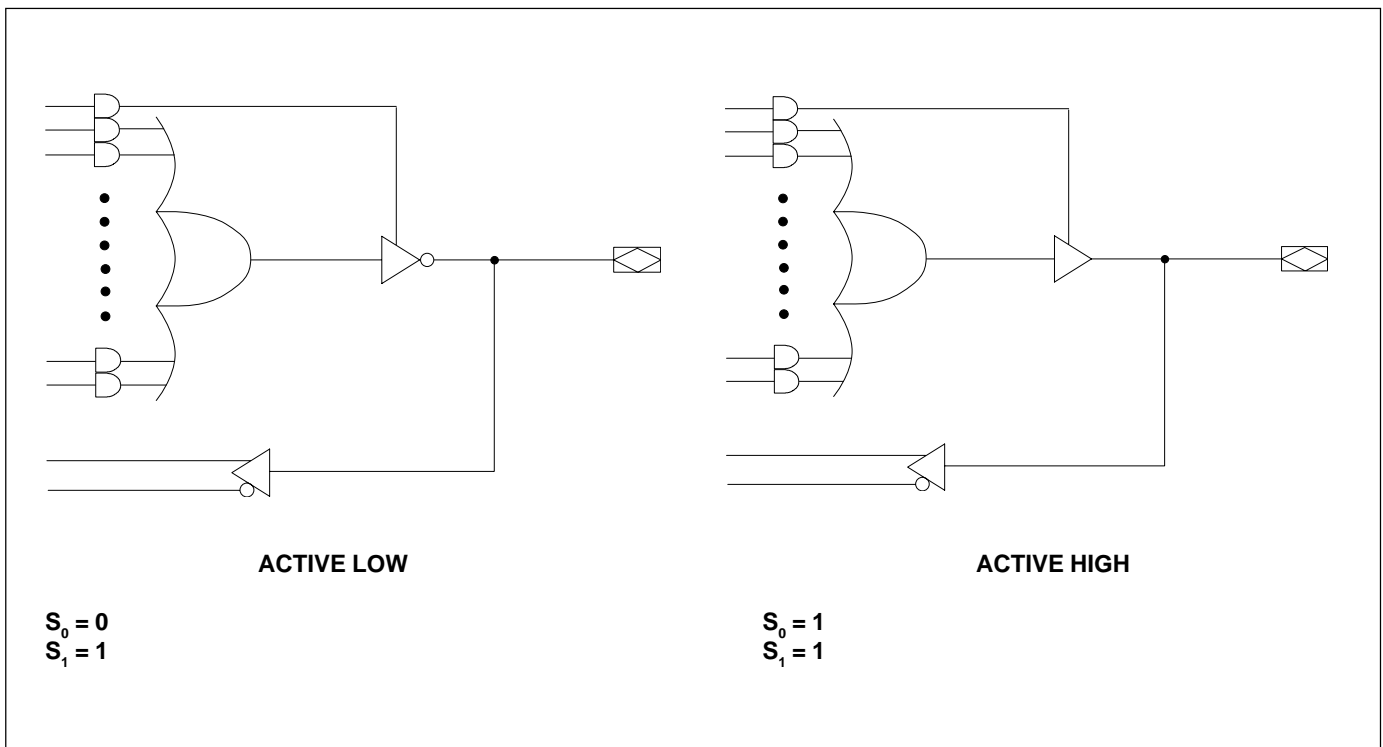 ACTIVE LOW
ACTIVE HIGH
S₀ = 0
S₁ = 1
S₀ = 1
S₁ = 1